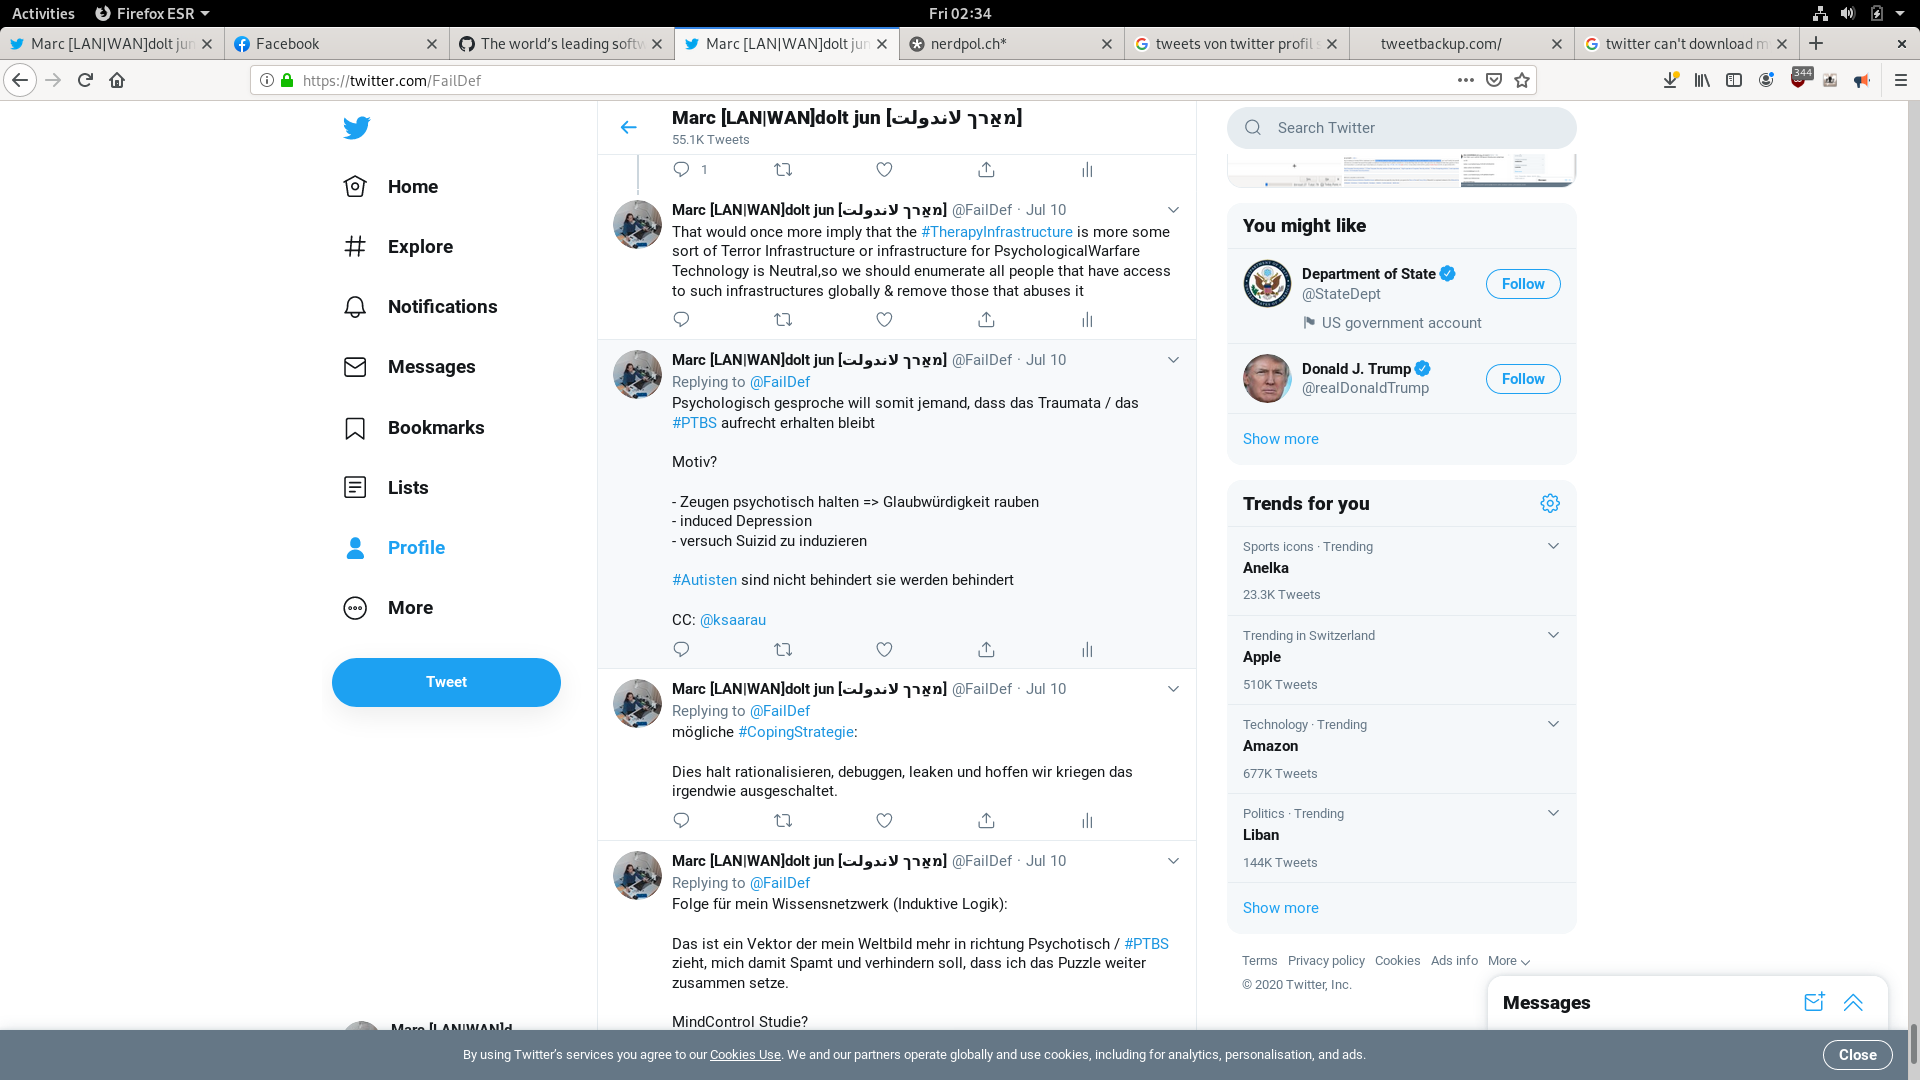 Activities
Firefox ESR
Fri 02:34
Marc [LAN|WAN]dolt jun
Facebook
The world's leading softw
Marc [LAN|WAN]dolt jun
nerdpol.ch*
tweets von twitter profil s
tweetbackup.com/
twitter can't download m
https://twitter.com/FailDef
344
Home
Explore
Notifications
Messages
Bookmarks
Lists
Profile
More
Tweet
Marc [LAN|WAN]d
Marc [LAN|WAN]dolt jun [מאַרך לאנדולת]
55.1K Tweets
1
Marc [LAN|WAN]dolt jun [מאַרך לאנדולת] @FailDef · Jul 10
That would once more imply that the #TherapyInfrastructure is more some
sort of Terror Infrastructure or infrastructure for PsychologicalWarfare
Technology is Neutral,so we should enumerate all people that have access
to such infrastructures globally & remove those that abuses it
Marc [LAN|WAN]dolt jun [מאַרך לאנדולת] @FailDef · Jul 10
Replying to @FailDef
Psychologisch gesproche will somit jemand, dass das Traumata / das
#PTBS aufrecht erhalten bleibt
Motiv?
- Zeugen psychotisch halten => Glaubwürdigkeit rauben
- induced Depression
- versuch Suizid zu induzieren
#Autisten sind nicht behindert sie werden behindert
CC: @ksaarau
Marc [LAN|WAN]dolt jun [מאַרך לאנדולת] @FailDef · Jul 10
Replying to @FailDef
mögliche #CopingStrategie:
Dies halt rationalisieren, debuggen, leaken und hoffen wir kriegen das
irgendwie ausgeschaltet.
Marc [LAN|WAN]dolt jun [מאַרך לאנדולת] @FailDef · Jul 10
Replying to @FailDef
Folge für mein Wissensnetzwerk (Induktive Logik):
Das ist ein Vektor der mein Weltbild mehr in richtung Psychotisch / #PTBS
zieht, mich damit Spamt und verhindern soll, dass ich das Puzzle weiter
zusammen setze.
MindControl Studie?
Search Twitter
You might like
Department of State
@StateDept
US government account
Follow
Donald J. Trump
@realDonaldTrump
Follow
Show more
Trends for you
Sports icons · Trending
Anelka
23.3K Tweets
Trending in Switzerland
Apple
510K Tweets
Technology · Trending
Amazon
677K Tweets
Politics · Trending
Liban
144K Tweets
Show more
Terms Privacy policy Cookies Ads info More
© 2020 Twitter, Inc.
Messages
By using Twitter's services you agree to our Cookies Use. We and our partners operate globally and use cookies, including for analytics, personalisation, and ads.
Close